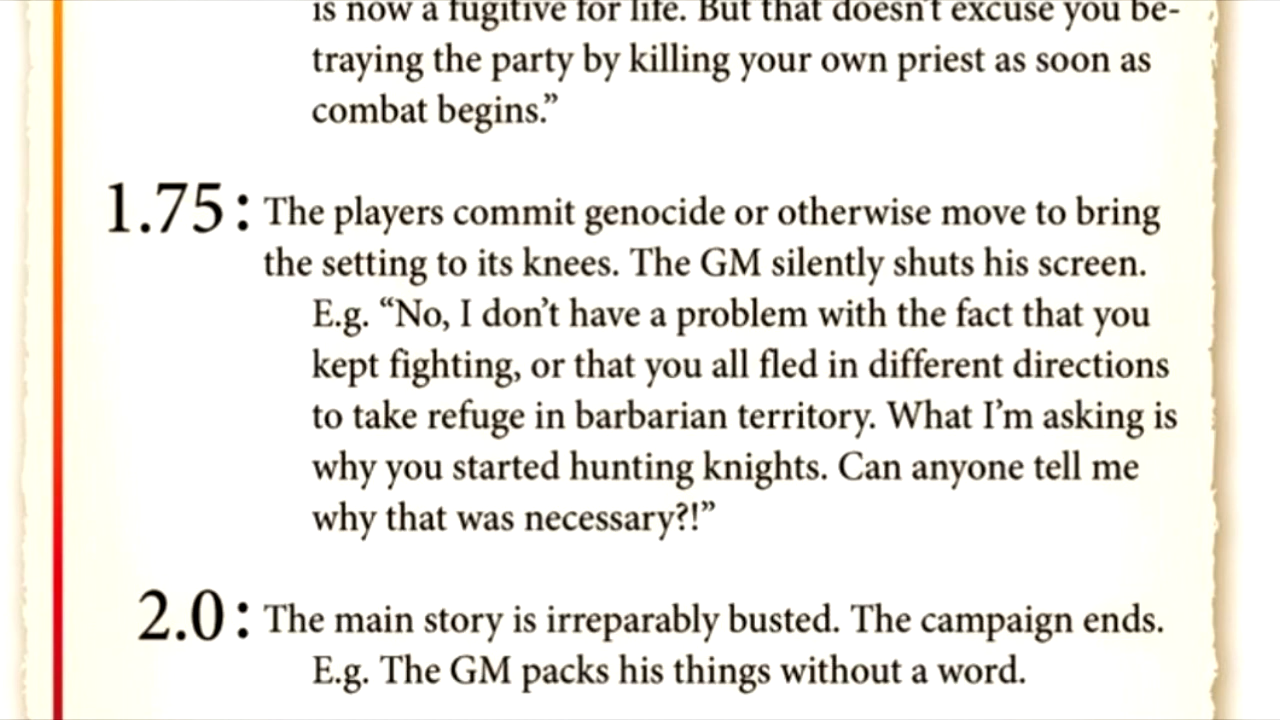 is now a fugitive for life. But that doesn't excuse you be-
traying the party by killing your own priest as soon as
combat begins.”
1.75: The players commit genocide or otherwise move to bring
the setting to its knees. The GM silently shuts his screen.
E.g. “No, I don’t have a problem with the fact that you
kept fighting, or that you all fled in different directions
to take refuge in barbarian territory. What I’m asking is
why you started hunting knights. Can anyone tell me
why that was necessary?!”
2.0: The main story is irreparably busted. The campaign ends.
E.g. The GM packs his things without a word.